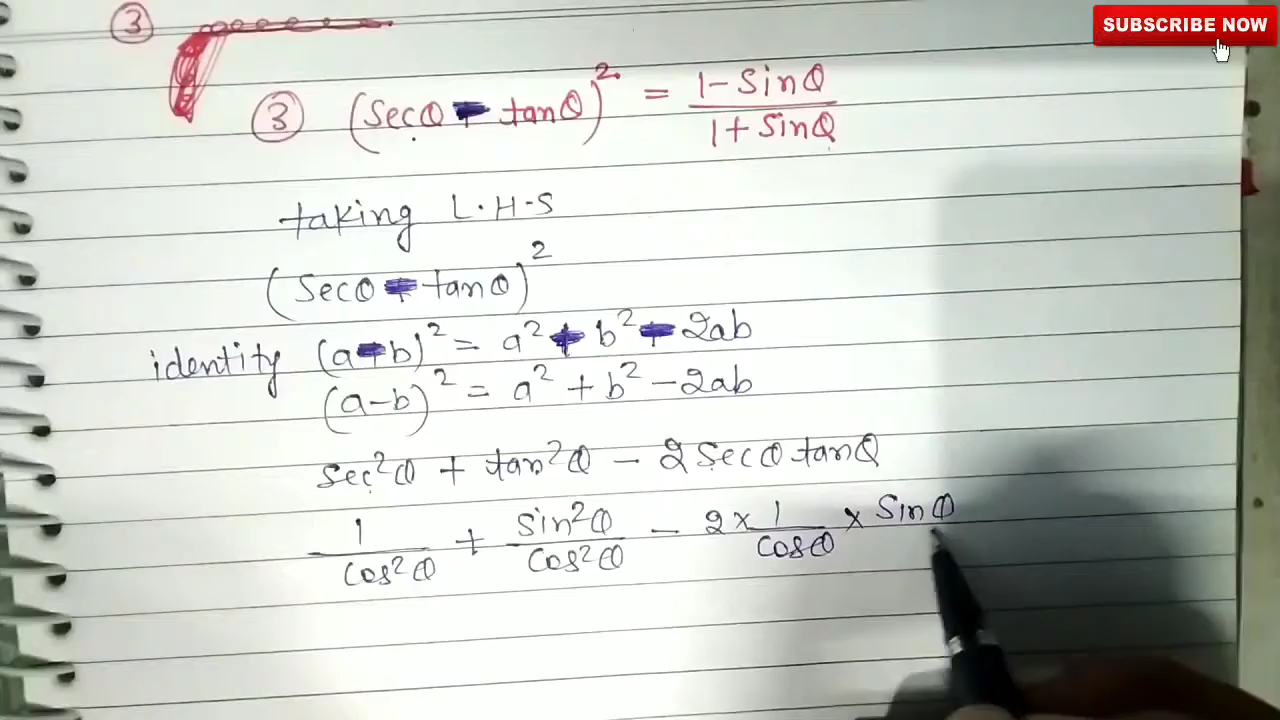 SUBSCRIBE NOW
③
③ (Secθ - tanθ)² = (1 - Sinθ)/(1 + Sinθ)
taking L.H.S
(Secθ - tanθ)²
identity (a-b)² = a² + b² - 2ab
(a-b)² = a² + b² - 2ab
Sec²θ + tan²θ - 2 Secθ tanθ
1/Cos²θ + Sin²θ/Cos²θ - 2 × 1/Cosθ × Sinθ